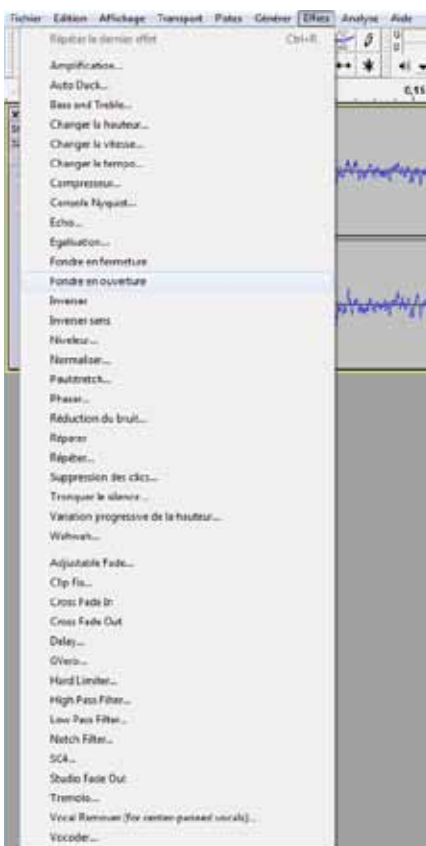 Fichier Edition Affichage Transport Pistes Générer Effets Analyse Aide
Répéter le dernier effet Ctrl+R
Amplification...
Auto Duck...
Bass and Treble...
Changer la hauteur...
Changer la vitesse...
Changer le tempo...
Compresseur...
Console Nyquist...
Echo...
Egalisation...
Fondre en fermeture
Fondre en ouverture
Inverser
Inverser sens
Niveleur...
Normaliser...
Paulstretch...
Phaser...
Réduction du bruit...
Réparer
Répéter...
Suppression des clics...
Tronquer le silence...
Variation progressive de la hauteur...
Wahwah...
Adjustable Fade...
Clip Fix...
Cross Fade In
Cross Fade Out
Delay...
GVerb...
Hard Limiter...
High Pass Filter...
Low Pass Filter...
Notch Filter...
SC4...
Studio Fade Out
Tremolo...
Vocal Remover (for center-panned vocals)...
Vocoder...
0,15